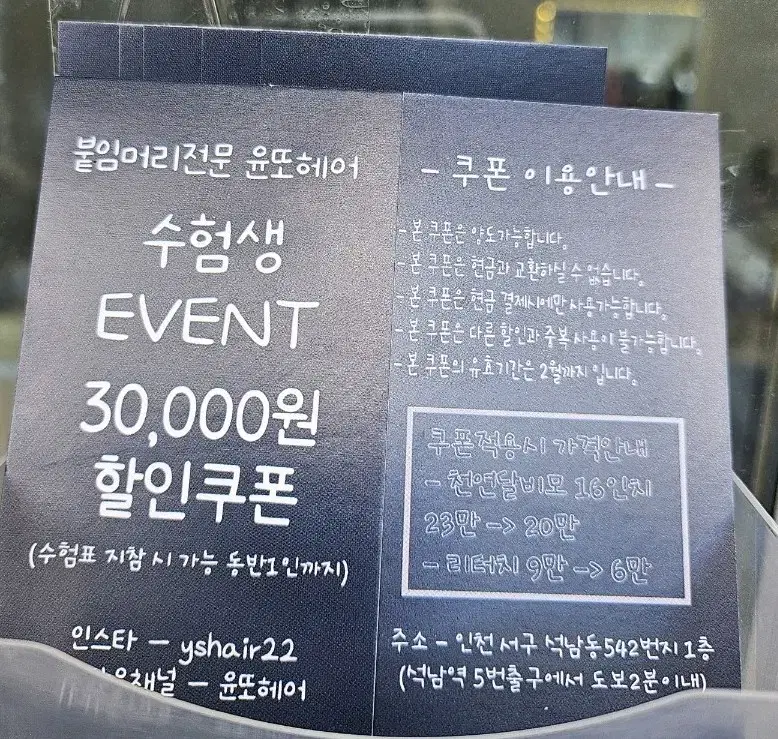 붙임머리전문 윤또헤어
수험생
EVENT
30,000원
할인쿠폰
(수험표 지참 시 가능 동반1인까지)
인스타 - yshair22
채널 - 윤또헤어
- 쿠폰 이용안내 -
- 본 쿠폰은 양도가능합니다.
- 본 쿠폰은 현금과 교환하실 수 없습니다.
- 본 쿠폰은 현금 결제시에만 사용가능합니다.
- 본 쿠폰은 다른 할인과 중복 사용이 불가능합니다.
- 본 쿠폰의 유효기간은 2월까지 입니다.
쿠폰적용시 가격안내
- 천연달비모 16인치
23만 -> 20만
- 리터치 9만 -> 6만
주소 - 인천 서구 석남동542번지 1층
(석남역 5번출구에서 도보2분이내)